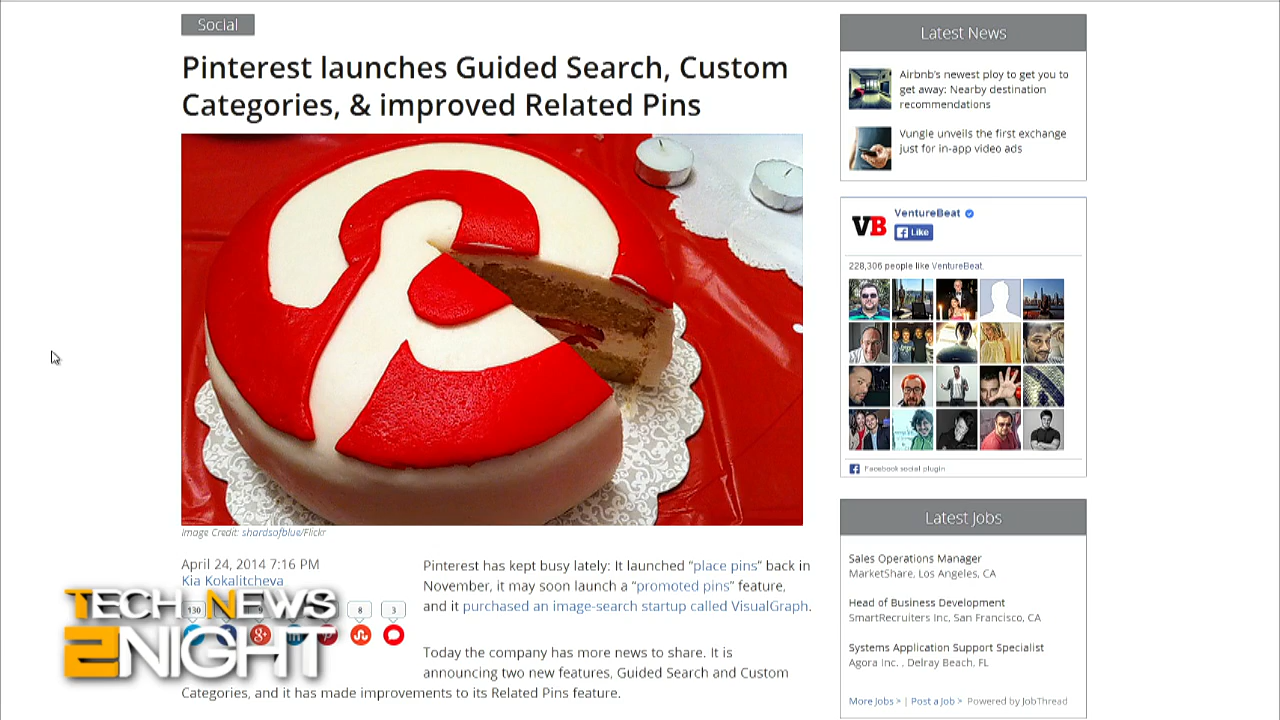 Social
Pinterest launches Guided Search, Custom
Categories, & improved Related Pins
Image Credit: shardsofblue/Flickr
April 24, 2014 7:16 PM
Kia Kokalitcheva
130
8
3
TECH NEWS
2NIGHT
Pinterest has kept busy lately: It launched “place pins” back in
November, it may soon launch a “promoted pins” feature,
and it purchased an image-search startup called VisualGraph.
Today the company has more news to share. It is
announcing two new features, Guided Search and Custom
Categories, and it has made improvements to its Related Pins feature.
Latest News
Airbnb's newest ploy to get you to
get away: Nearby destination
recommendations
Vungle unveils the first exchange
just for in-app video ads
VB
VentureBeat
Like
228,306 people like VentureBeat.
Facebook social plugin
Latest Jobs
Sales Operations Manager
MarketShare, Los Angeles, CA
Head of Business Development
SmartRecruiters Inc, San Francisco, CA
Systems Application Support Specialist
Agora Inc. , Delray Beach, FL
More Jobs > | Post a Job > Powered by JobThread